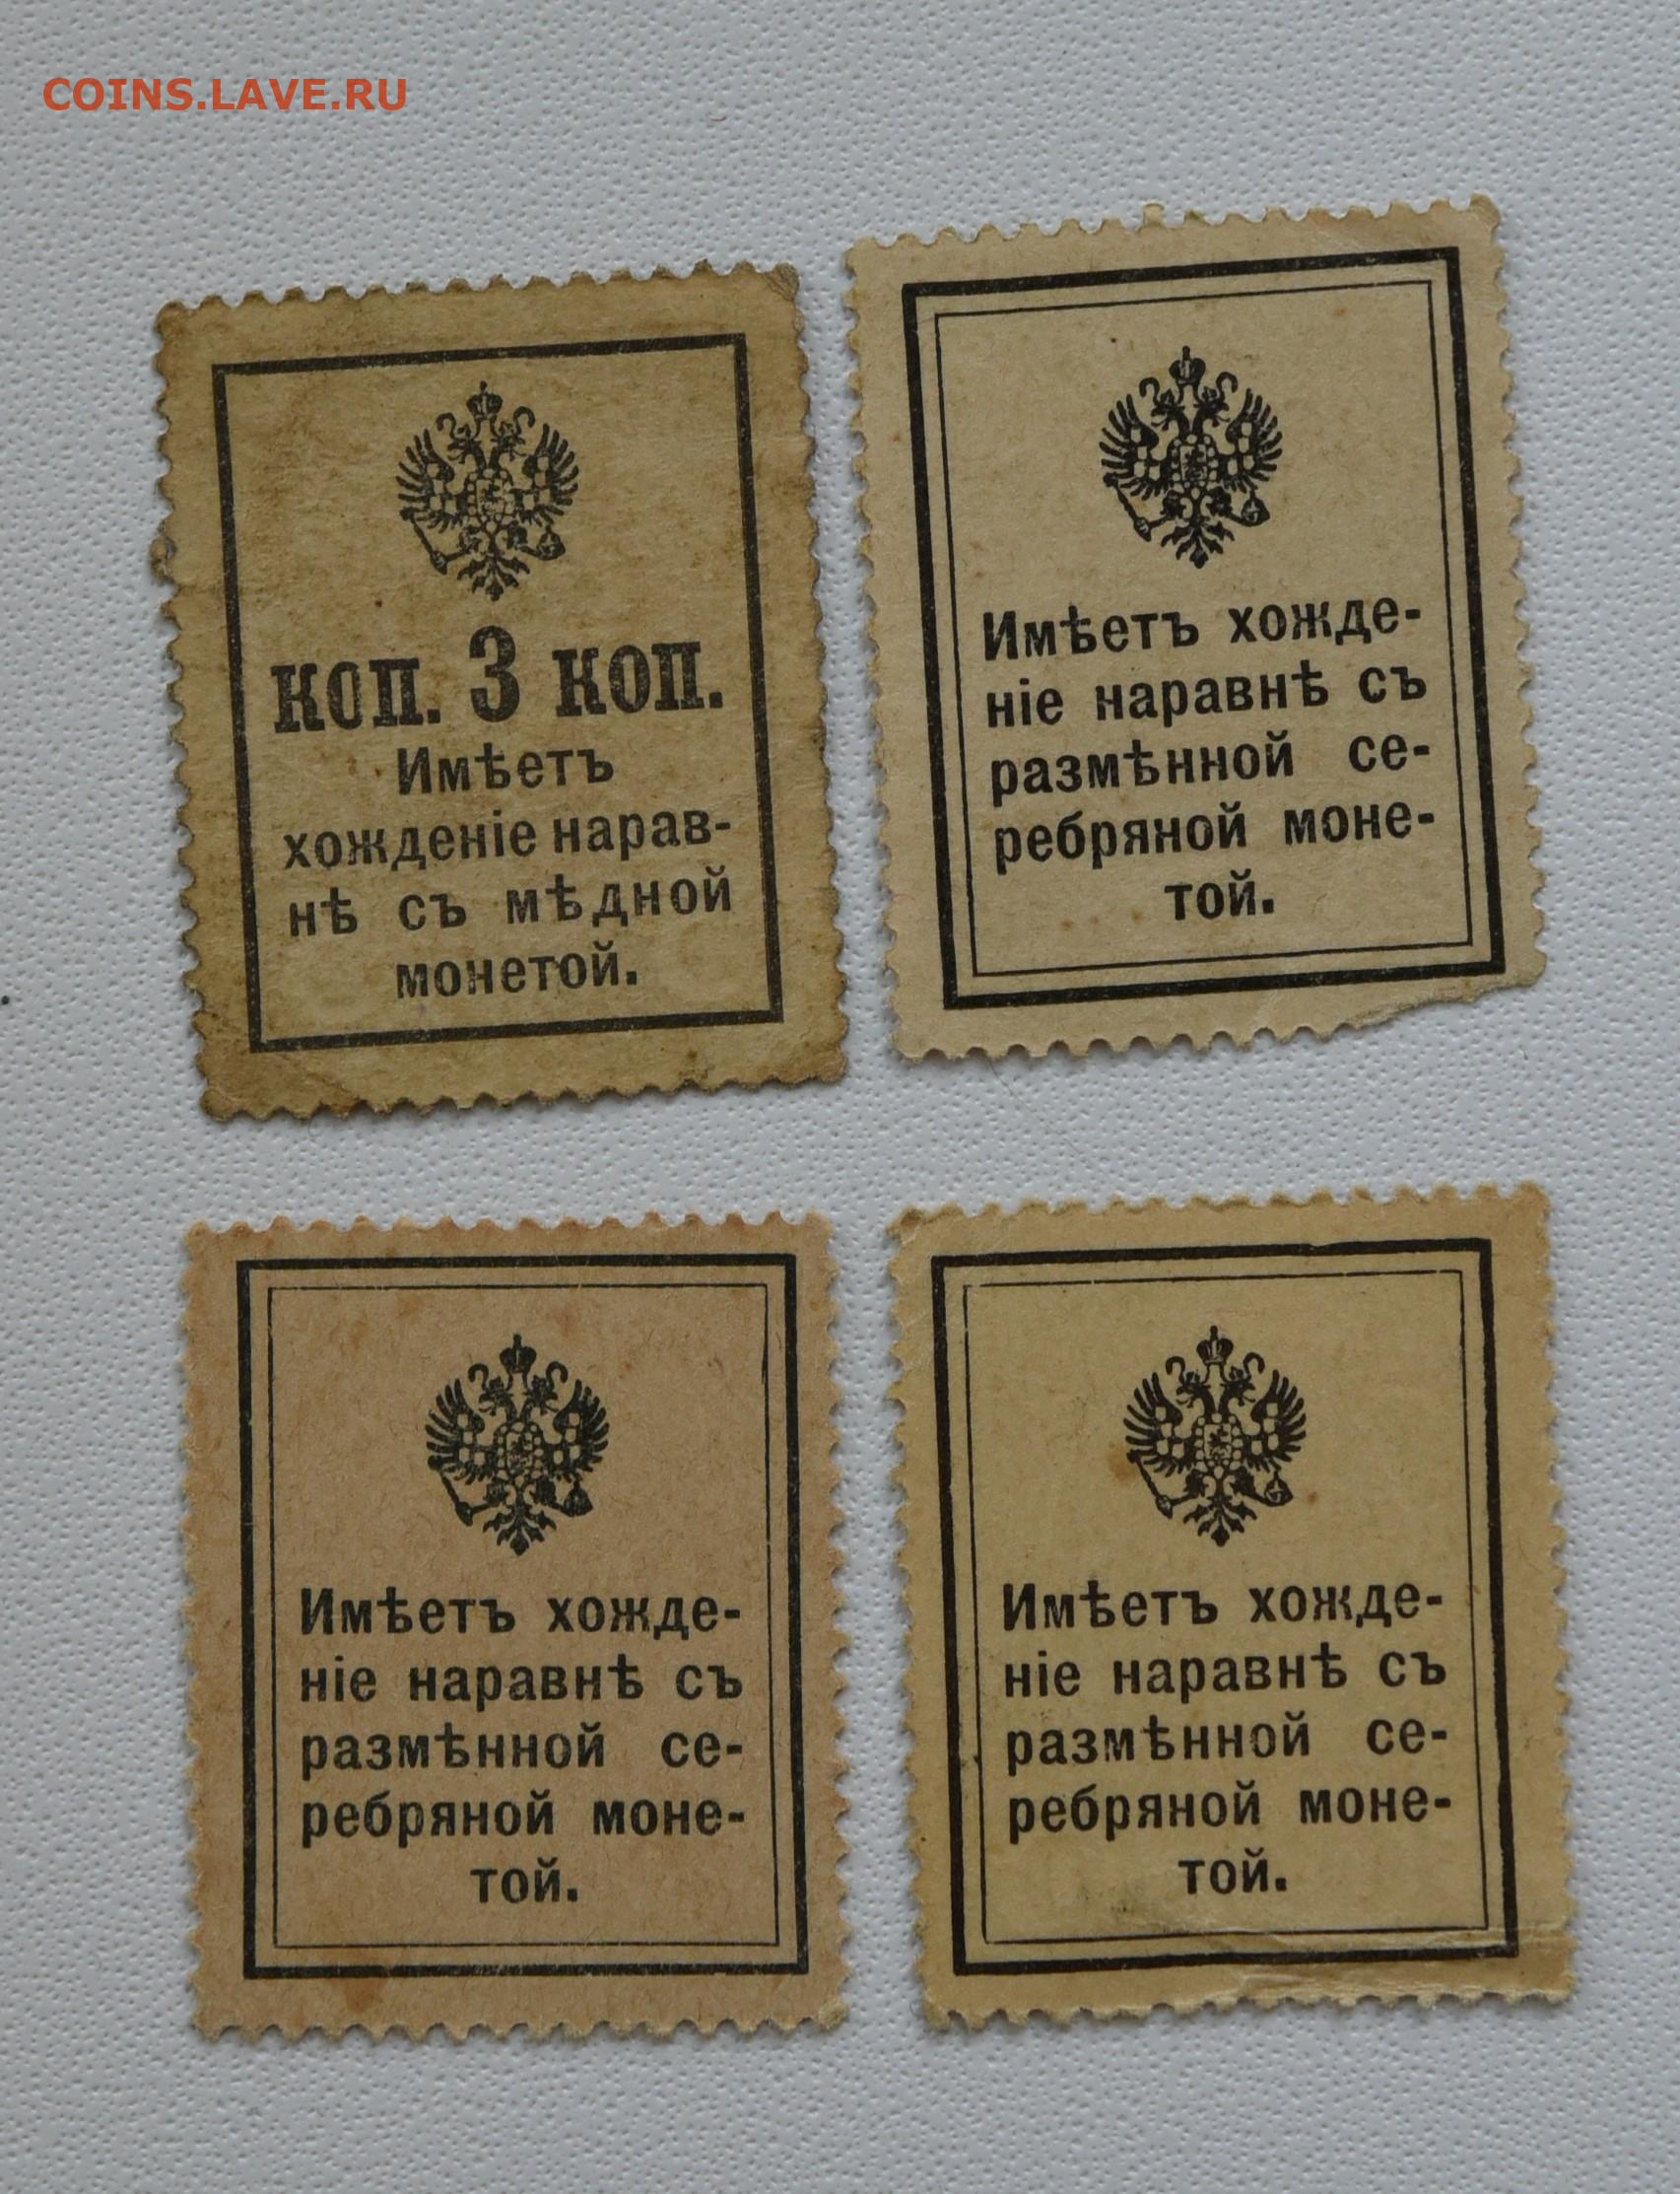 COINS.LAVE.RU
коп. 3 коп.
Имѣетъ
хожденіе нарав-
нѣ съ мѣдной
монетой.
Имѣетъ хожде-
ніе наравнѣ съ
размѣнной се-
ребряной моне-
той.
Имѣетъ хожде-
ніе наравнѣ съ
размѣнной се-
ребряной моне-
той.
Имѣетъ хожде-
ніе наравнѣ съ
размѣнной се-
ребряной моне-
той.